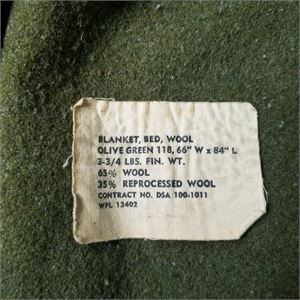 BLANKET, BED, WOOL
OLIVE GREEN 118, 66" W x 84" L
3-3/4 LBS. FIN. WT.
65% WOOL
35% REPROCESSED WOOL
CONTRACT NO. DSA 100-1011
WPL 13402